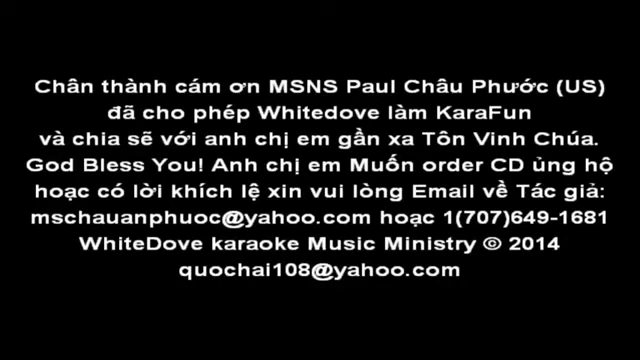 Chân thành cám ơn MSNS Paul Châu Phước (US)
đã cho phép Whitedove làm KaraFun
và chia sẽ với anh chị em gần xa Tôn Vinh Chúa.
God Bless You! Anh chị em Muốn order CD ủng hộ
hoạc có lời khích lệ xin vui lòng Email về Tác giả:
mschauanphuoc@yahoo.com hoạc 1(707)649-1681
WhiteDove karaoke Music Ministry © 2014
quochai108@yahoo.com